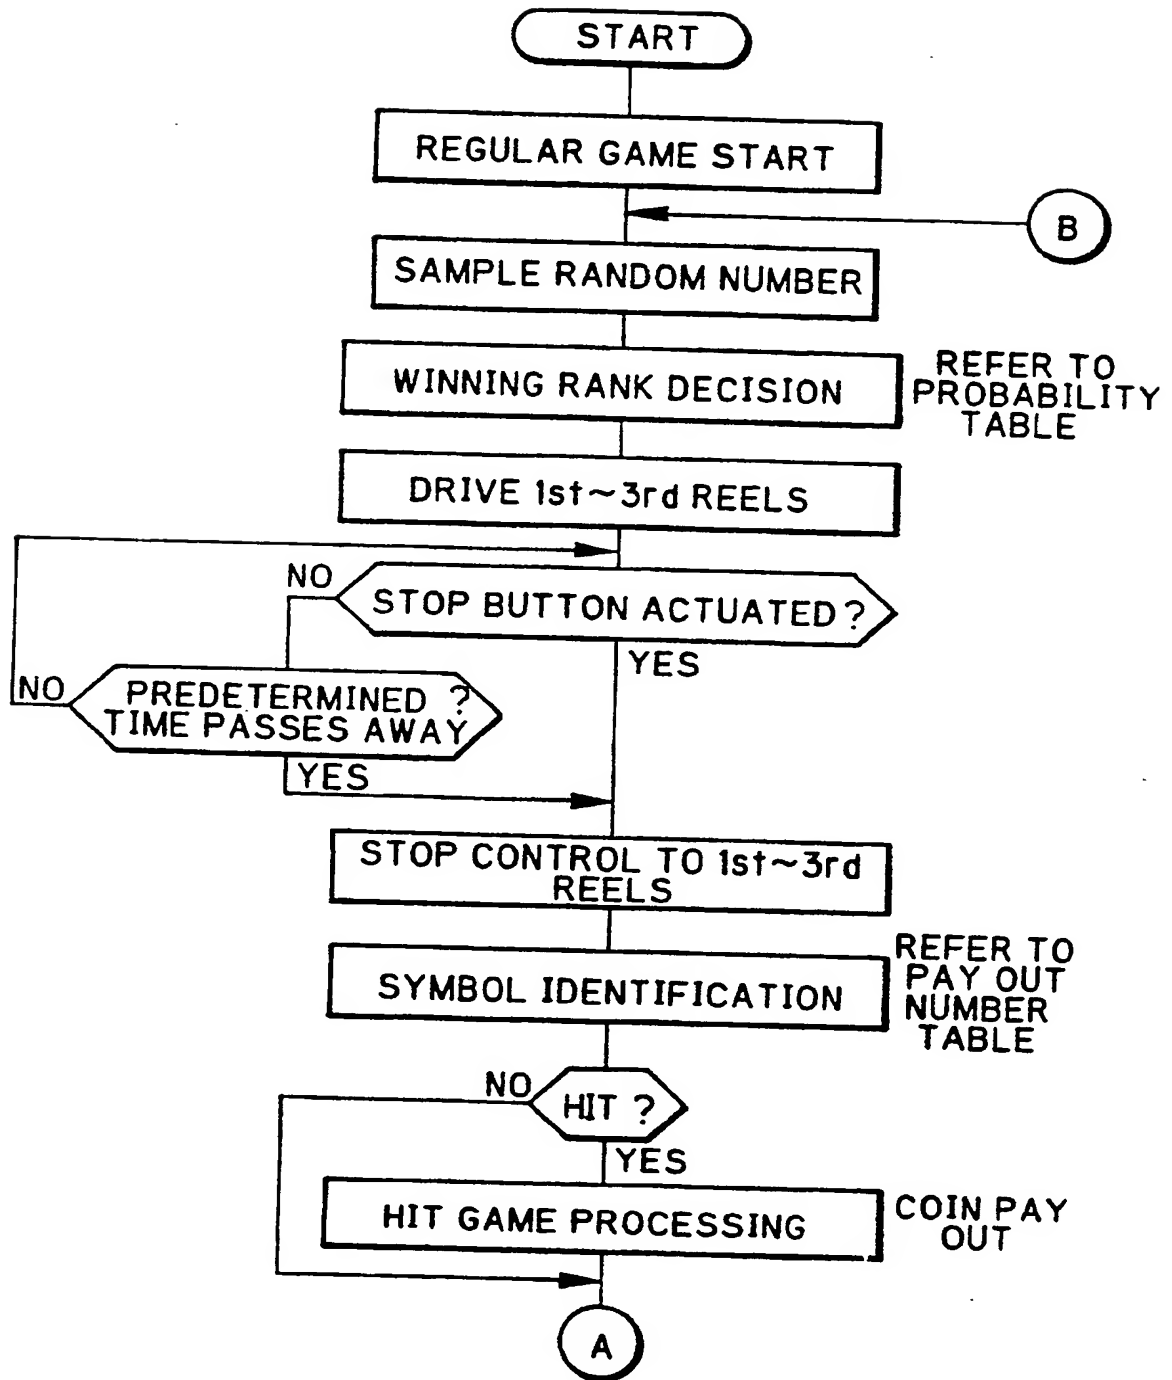 START
REGULAR GAME START
B
SAMPLE RANDOM NUMBER
WINNING RANK DECISION
REFER TO
PROBABILITY
TABLE
DRIVE 1st~3rd REELS
NO
STOP BUTTON ACTUATED ?
YES
NO
PREDETERMINED ?
TIME PASSES AWAY
YES
STOP CONTROL TO 1st~3rd
REELS
SYMBOL IDENTIFICATION
REFER TO
PAY OUT
NUMBER
TABLE
NO
HIT ?
YES
HIT GAME PROCESSING
COIN PAY
OUT
A